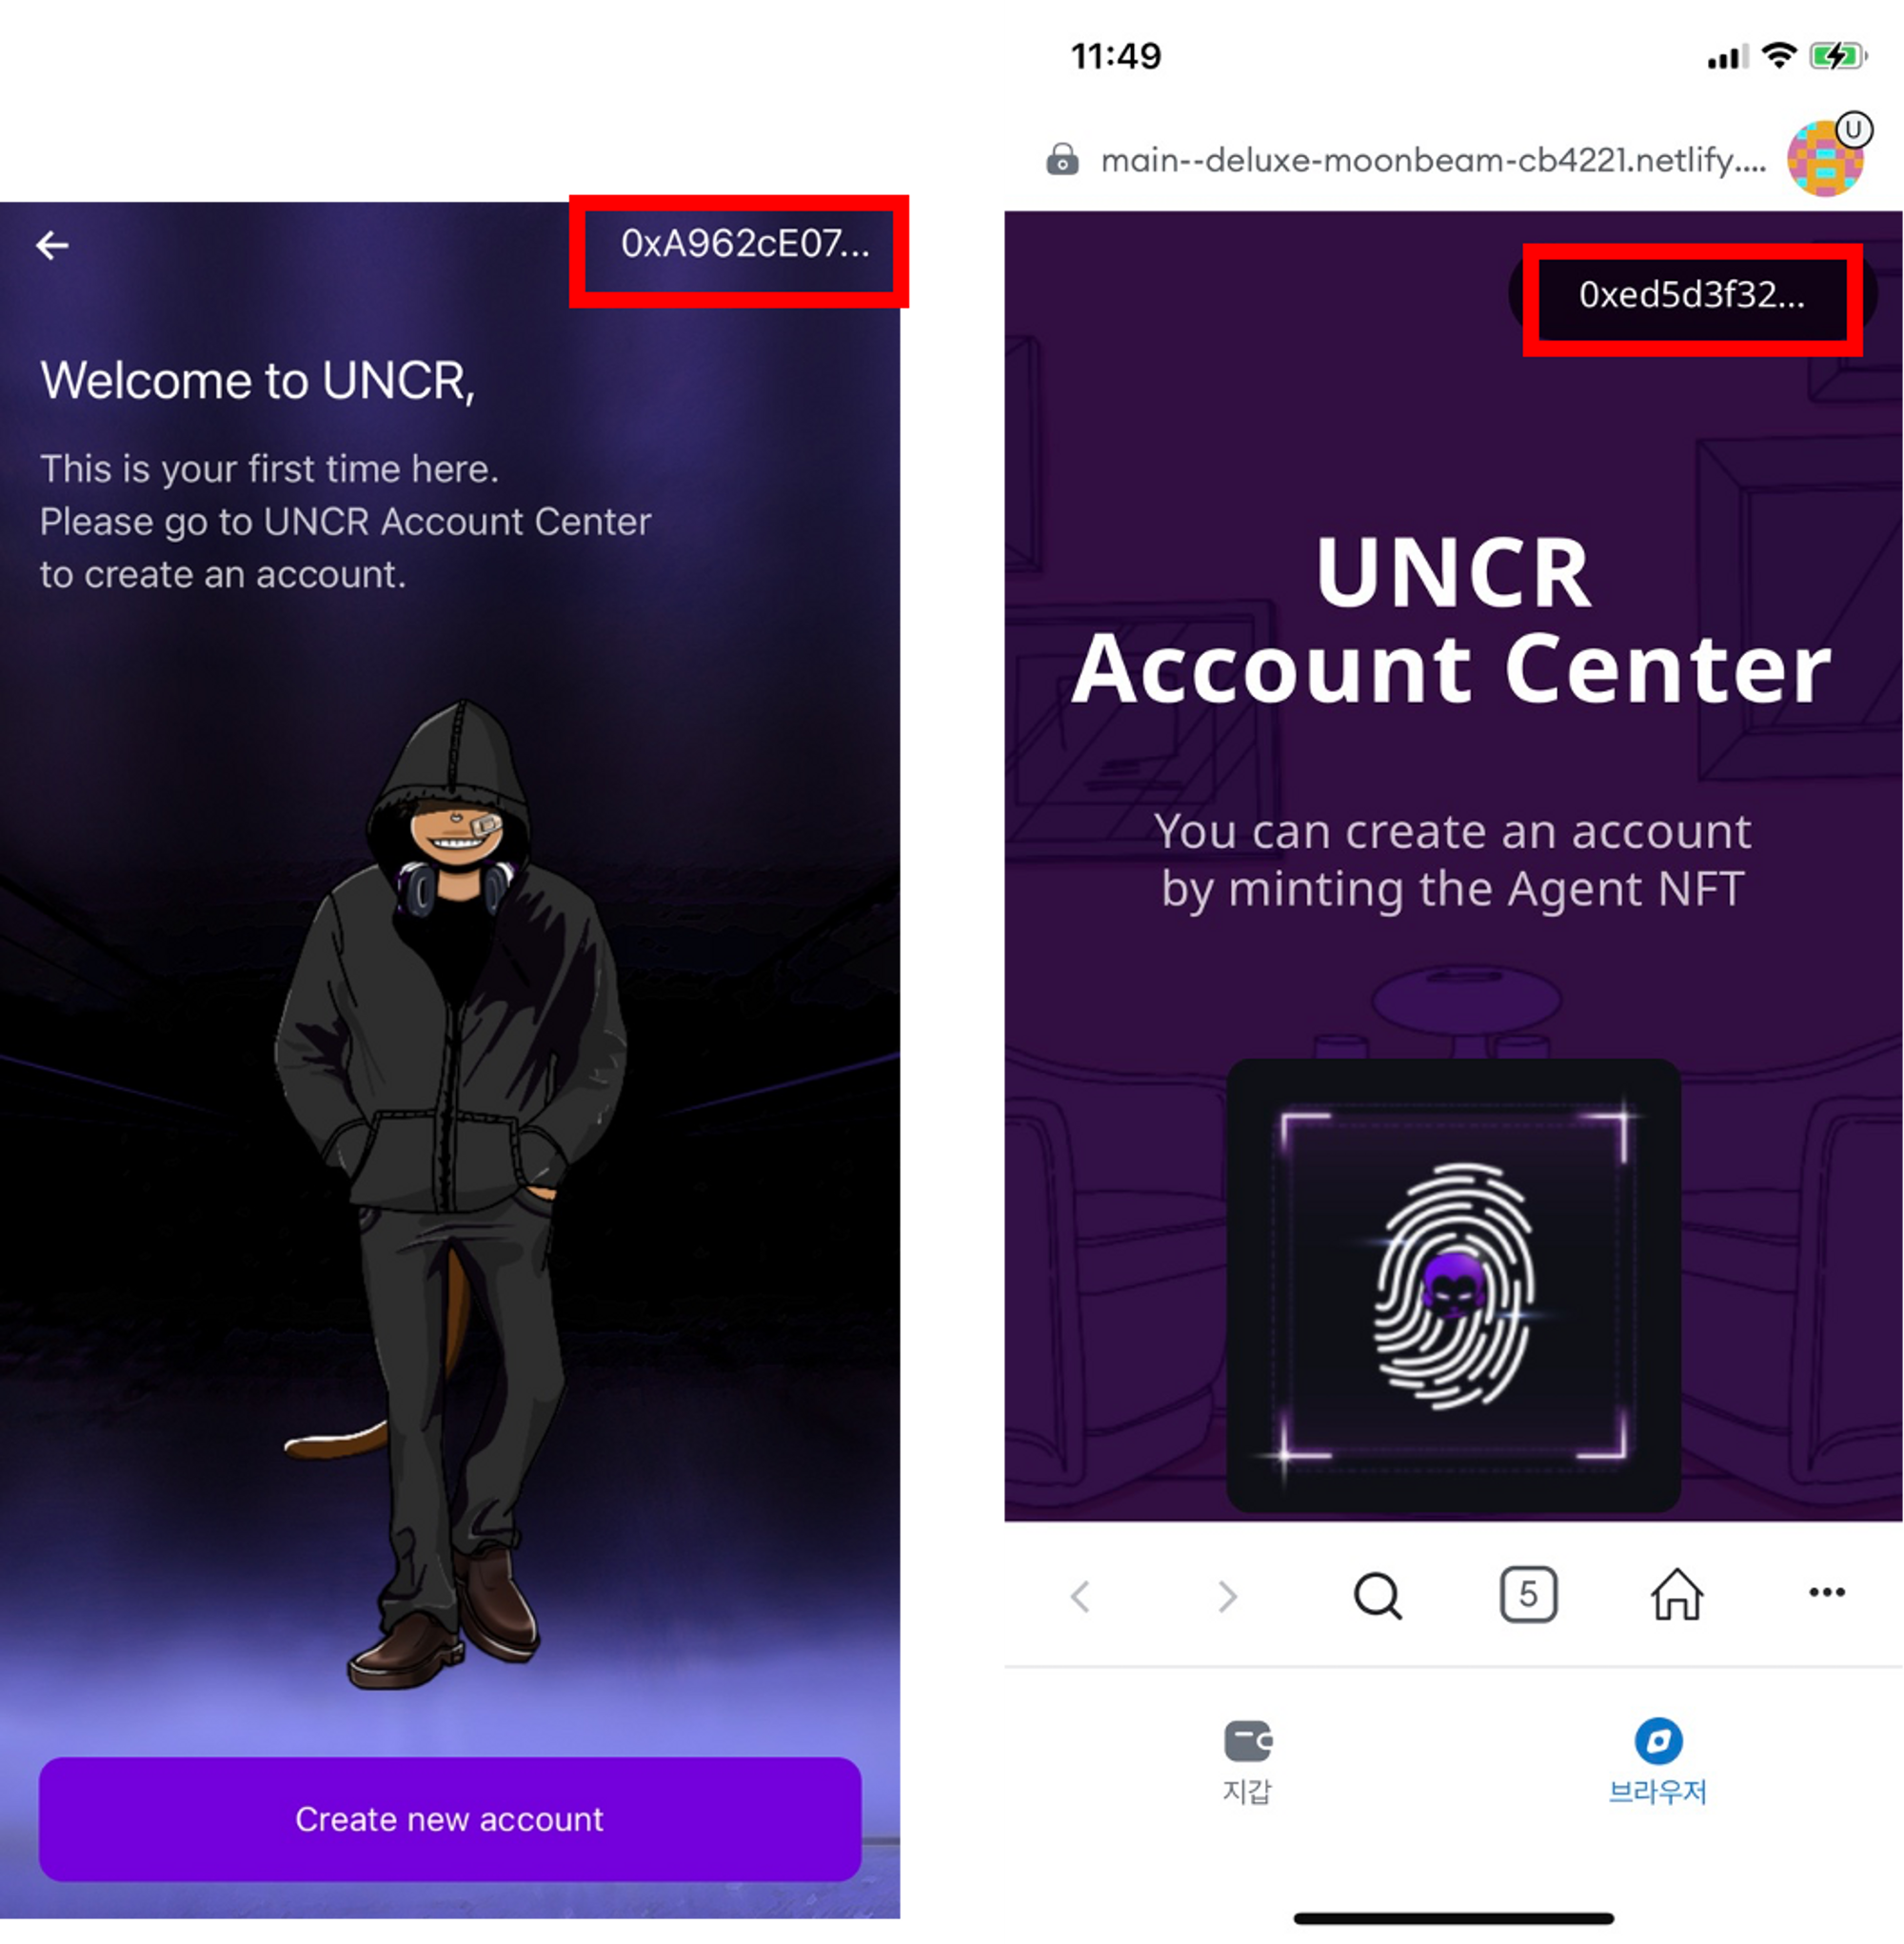 0xA962cE07...
Welcome to UNCR,
This is your first time here.
Please go to UNCR Account Center
to create an account.
Create new account
11:49
main--deluxe-moonbeam-cb4221.netlify....
U
0xed5d3f32...
UNCR
Account Center
You can create an account
by minting the Agent NFT
5
지갑
브라우저